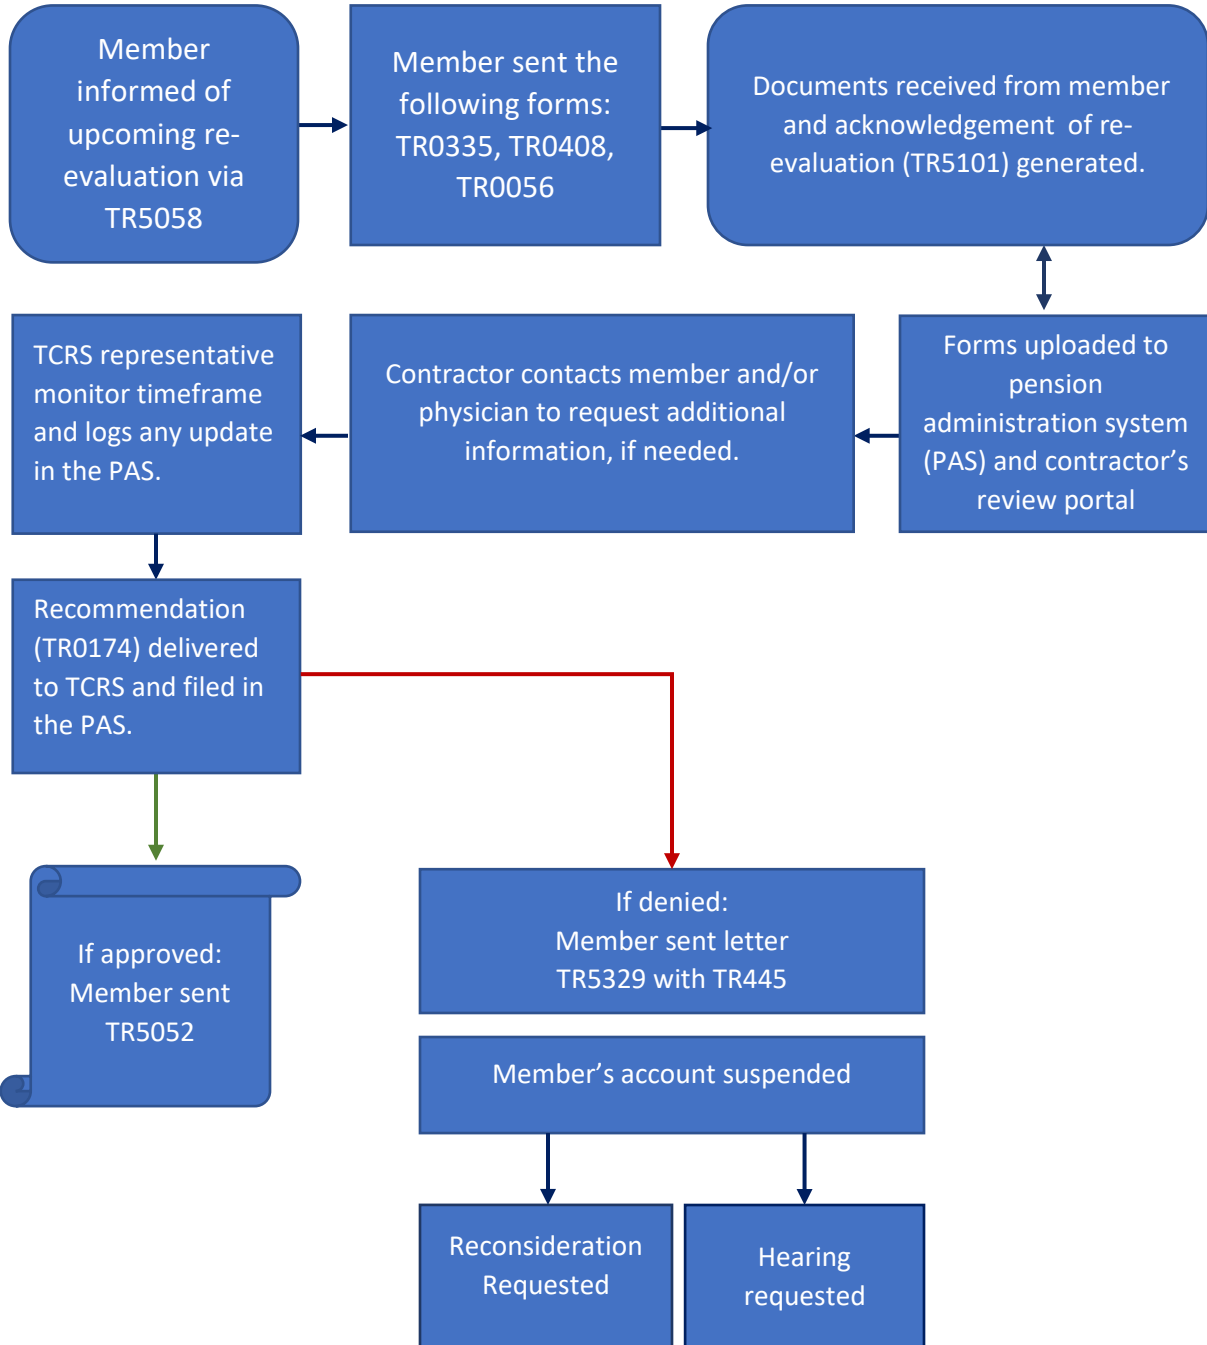 Member
informed of
upcoming re-
evaluation via
TR5058
Member sent the
following forms:
TR0335, TR0408,
TR0056
Documents received from member
and acknowledgement of re-
evaluation (TR5101) generated.
Forms uploaded to
pension
administration system
(PAS) and contractor’s
review portal
Contractor contacts member and/or
physician to request additional
information, if needed.
TCRS representative
monitor timeframe
and logs any update
in the PAS.
Recommendation
(TR0174) delivered
to TCRS and filed in
the PAS.
If approved:
Member sent
TR5052
If denied:
Member sent letter
TR5329 with TR445
Member’s account suspended
Reconsideration
Requested
Hearing
requested